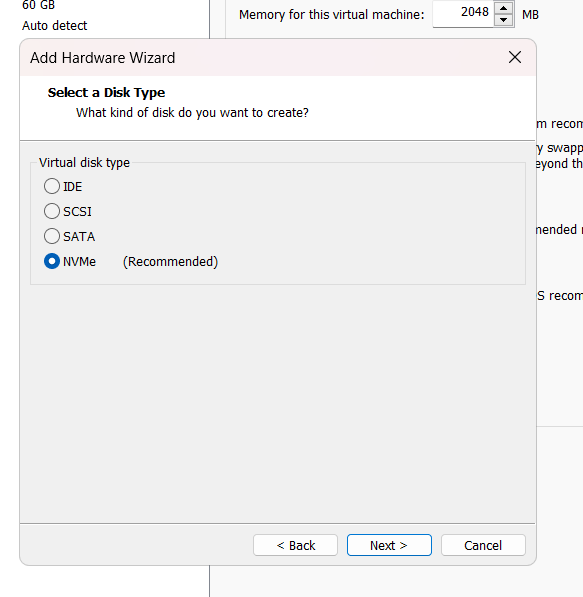 60 GB
Auto detect
Memory for this virtual machine: 2048 MB
Add Hardware Wizard
Select a Disk Type
What kind of disk do you want to create?
m recom
y swapp
eyond th
Virtual disk type
IDE
SCSI
SATA
nended r
NVMe (Recommended)
S recom
< Back Next > Cancel